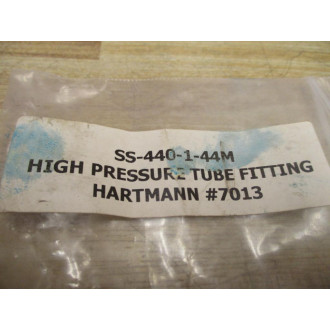 SS-440-1-44M
HIGH PRESSURE TUBE FITTING
HARTMANN #7013